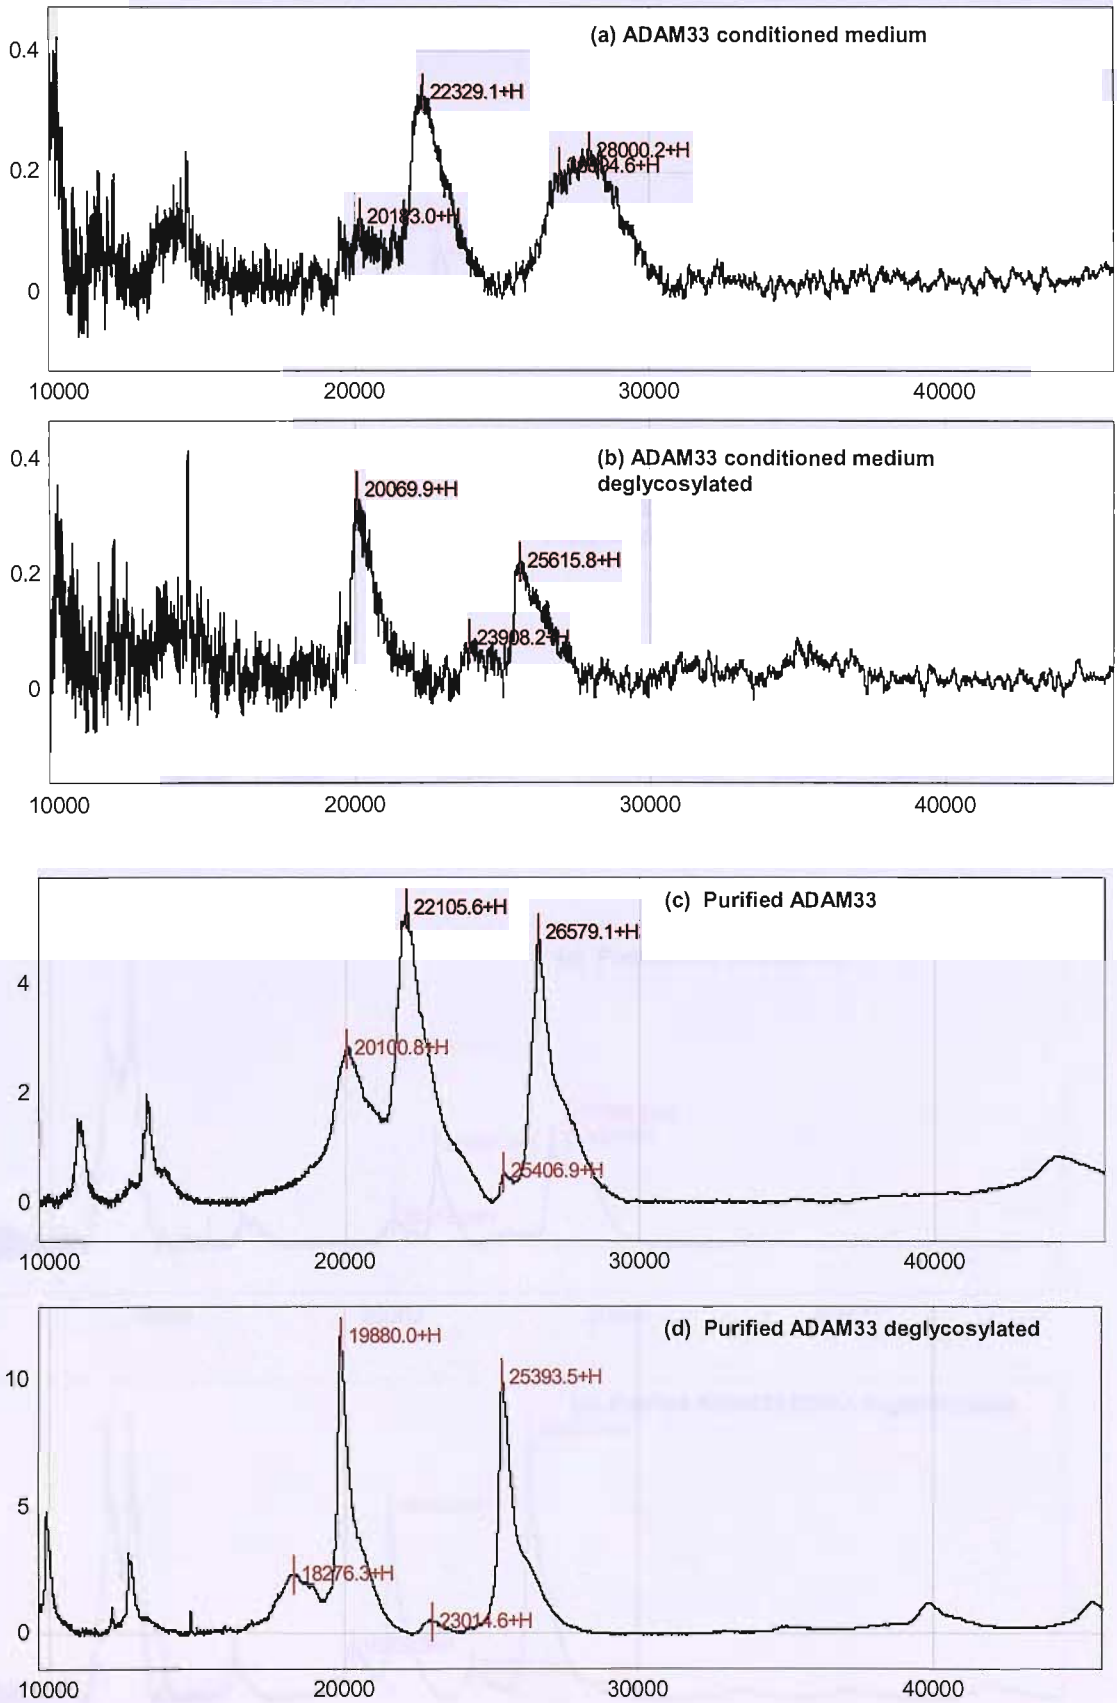 (a) ADAM33 conditioned medium
0.4
22329.1+H
28000.2+H
4.6+H
0.2
20183.0+H
0
10000 20000 30000 40000
0.4
(b) ADAM33 conditioned medium
deglycosylated
20069.9+H
25615.8+H
0.2
23908.2+H
0
10000 20000 30000 40000
(c) Purified ADAM33
22105.6+H
26579.1+H
4
20100.8+H
2
25406.9+H
0
10000 20000 30000 40000
(d) Purified ADAM33 deglycosylated
19880.0+H
25393.5+H
10
5
18276.3+H
23014.6+H
0
10000 20000 30000 40000